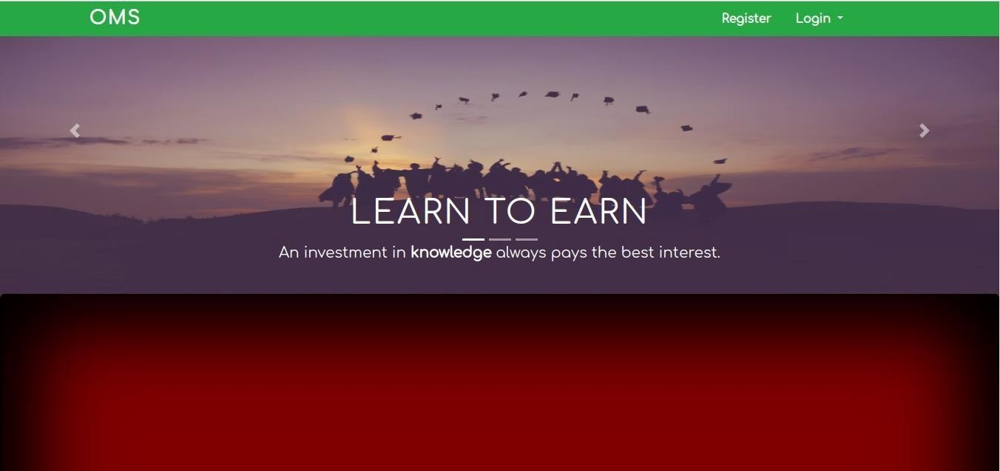 OMS
Register
Login
LEARN TO EARN
An investment in knowledge always pays the best interest.